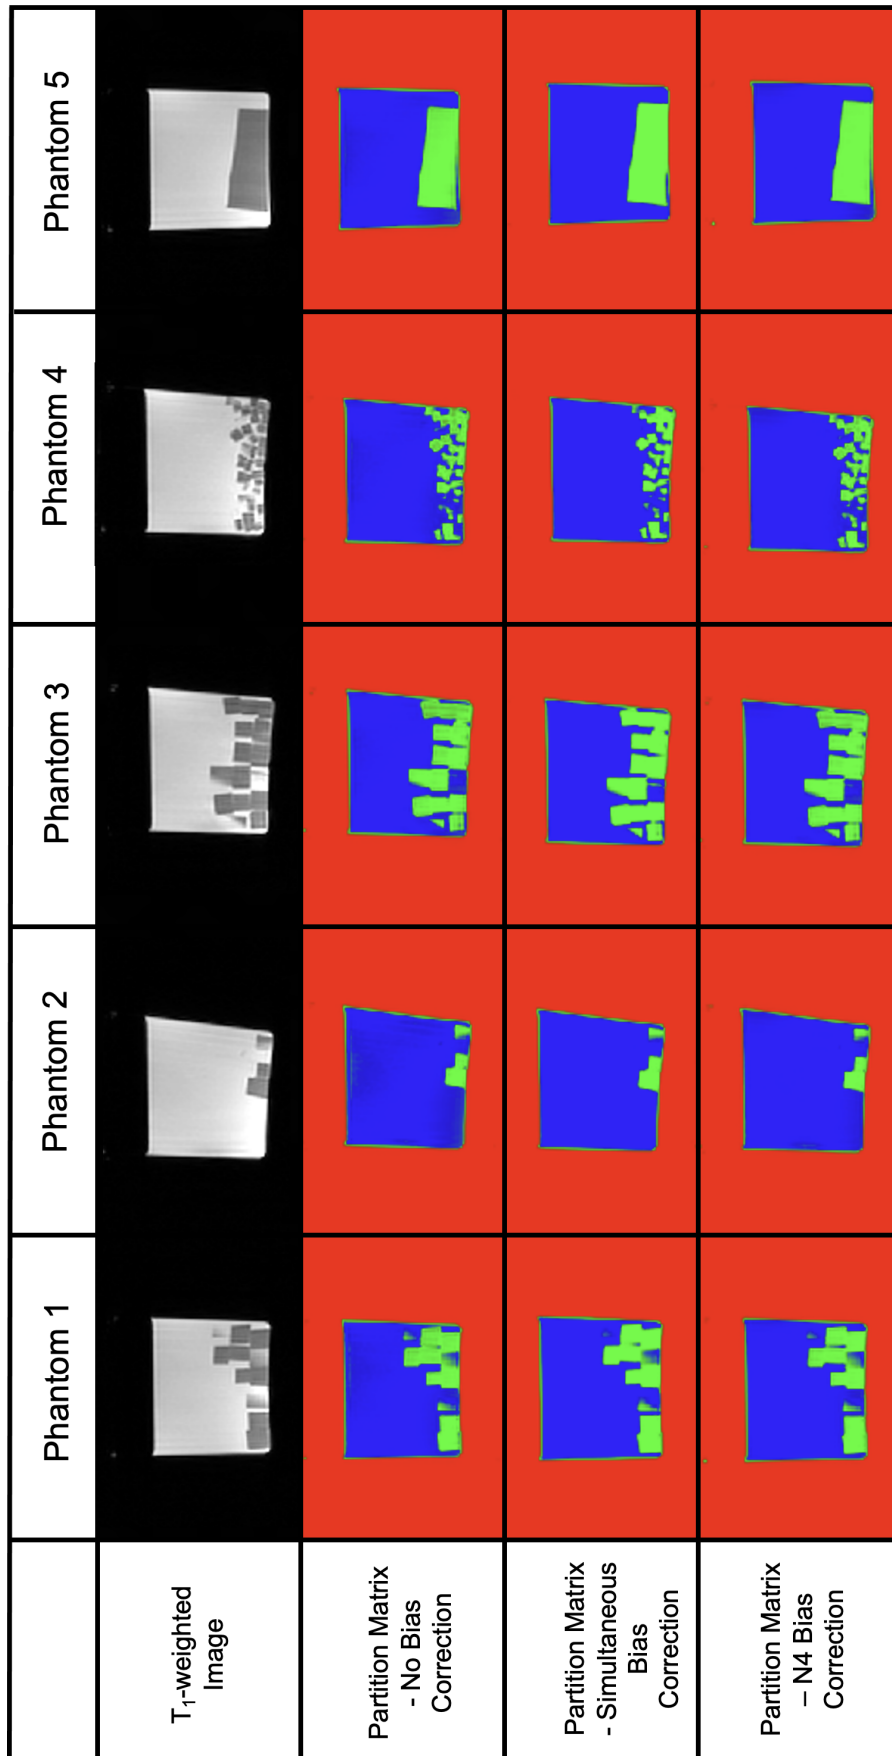 Phantom 1
Phantom 2
Phantom 3
Phantom 4
Phantom 5
T₁-weighted
Image
Partition Matrix
- No Bias
Correction
Partition Matrix
- Simultaneous
Bias
Correction
Partition Matrix
– N4 Bias
Correction